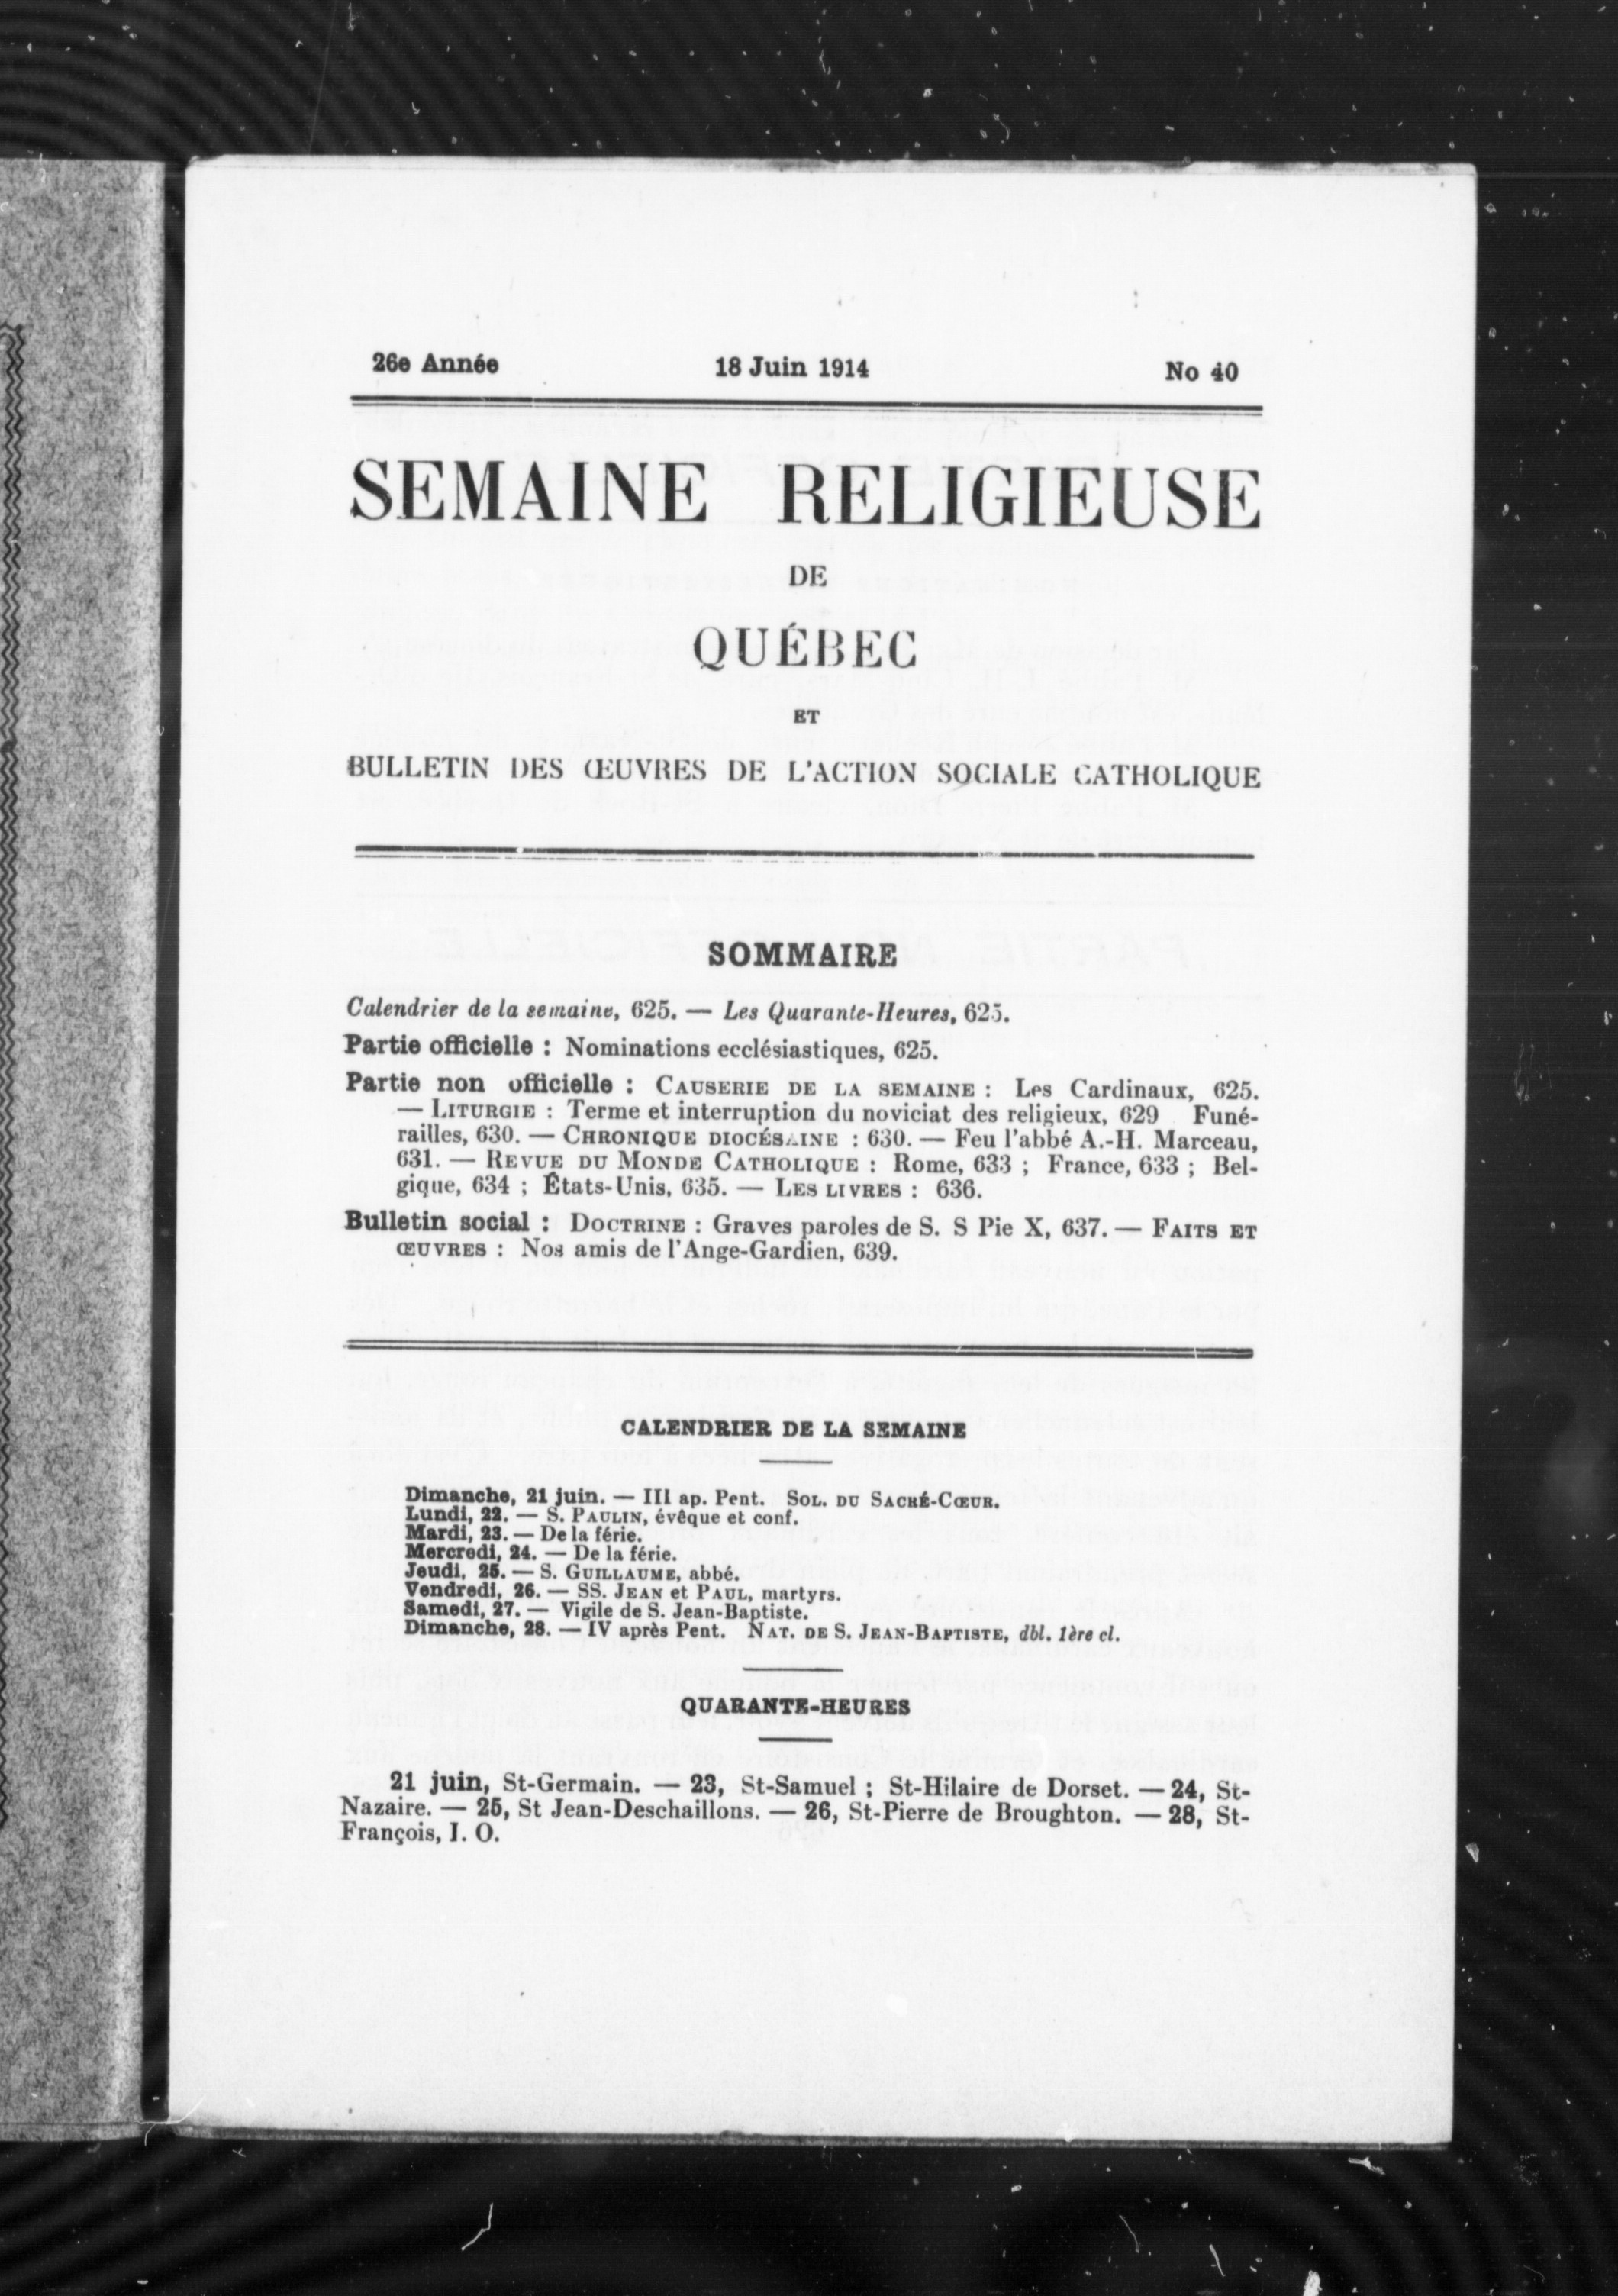 26e Année 18 Juin 1914 No 40
SEMAINE RELIGIEUSE
DE
QUÉBEC
ET
BULLETIN DES ŒUVRES DE L'ACTION SOCIALE CATHOLIQUE
SOMMAIRE
Calendrier de la semaine, 625. — Les Quarante-Heures, 625.
Partie officielle : Nominations ecclésiastiques, 625.
Partie non officielle : CAUSERIE DE LA SEMAINE : Les Cardinaux, 625.
— LITURGIE : Terme et interruption du noviciat des religieux, 629 Funé-
railles, 630. — CHRONIQUE DIOCÉSAINE : 630. — Feu l'abbé A.-H. Marceau,
631. — REVUE DU MONDE CATHOLIQUE : Rome, 633 ; France, 633 ; Bel-
gique, 634 ; États-Unis, 635. — LES LIVRES : 636.
Bulletin social : DOCTRINE : Graves paroles de S. S Pie X, 637. — FAITS ET
ŒUVRES : Nos amis de l'Ange-Gardien, 639.
CALENDRIER DE LA SEMAINE
Dimanche, 21 juin. — III ap. Pent. SOL. DU SACRÉ-CŒUR.
Lundi, 22. — S. PAULIN, évêque et conf.
Mardi, 23. — De la férie.
Mercredi, 24. — De la férie.
Jeudi, 25. — S. GUILLAUME, abbé.
Vendredi, 26. — SS. JEAN et PAUL, martyrs.
Samedi, 27. — Vigile de S. Jean-Baptiste.
Dimanche, 28. — IV après Pent. NAT. DE S. JEAN-BAPTISTE, dbl. 1ère cl.
QUARANTE-HEURES
21 juin, St-Germain. — 23, St-Samuel ; St-Hilaire de Dorset. — 24, St-
Nazaire. — 25, St Jean-Deschaillons. — 26, St-Pierre de Broughton. — 28, St-
François, I. O.